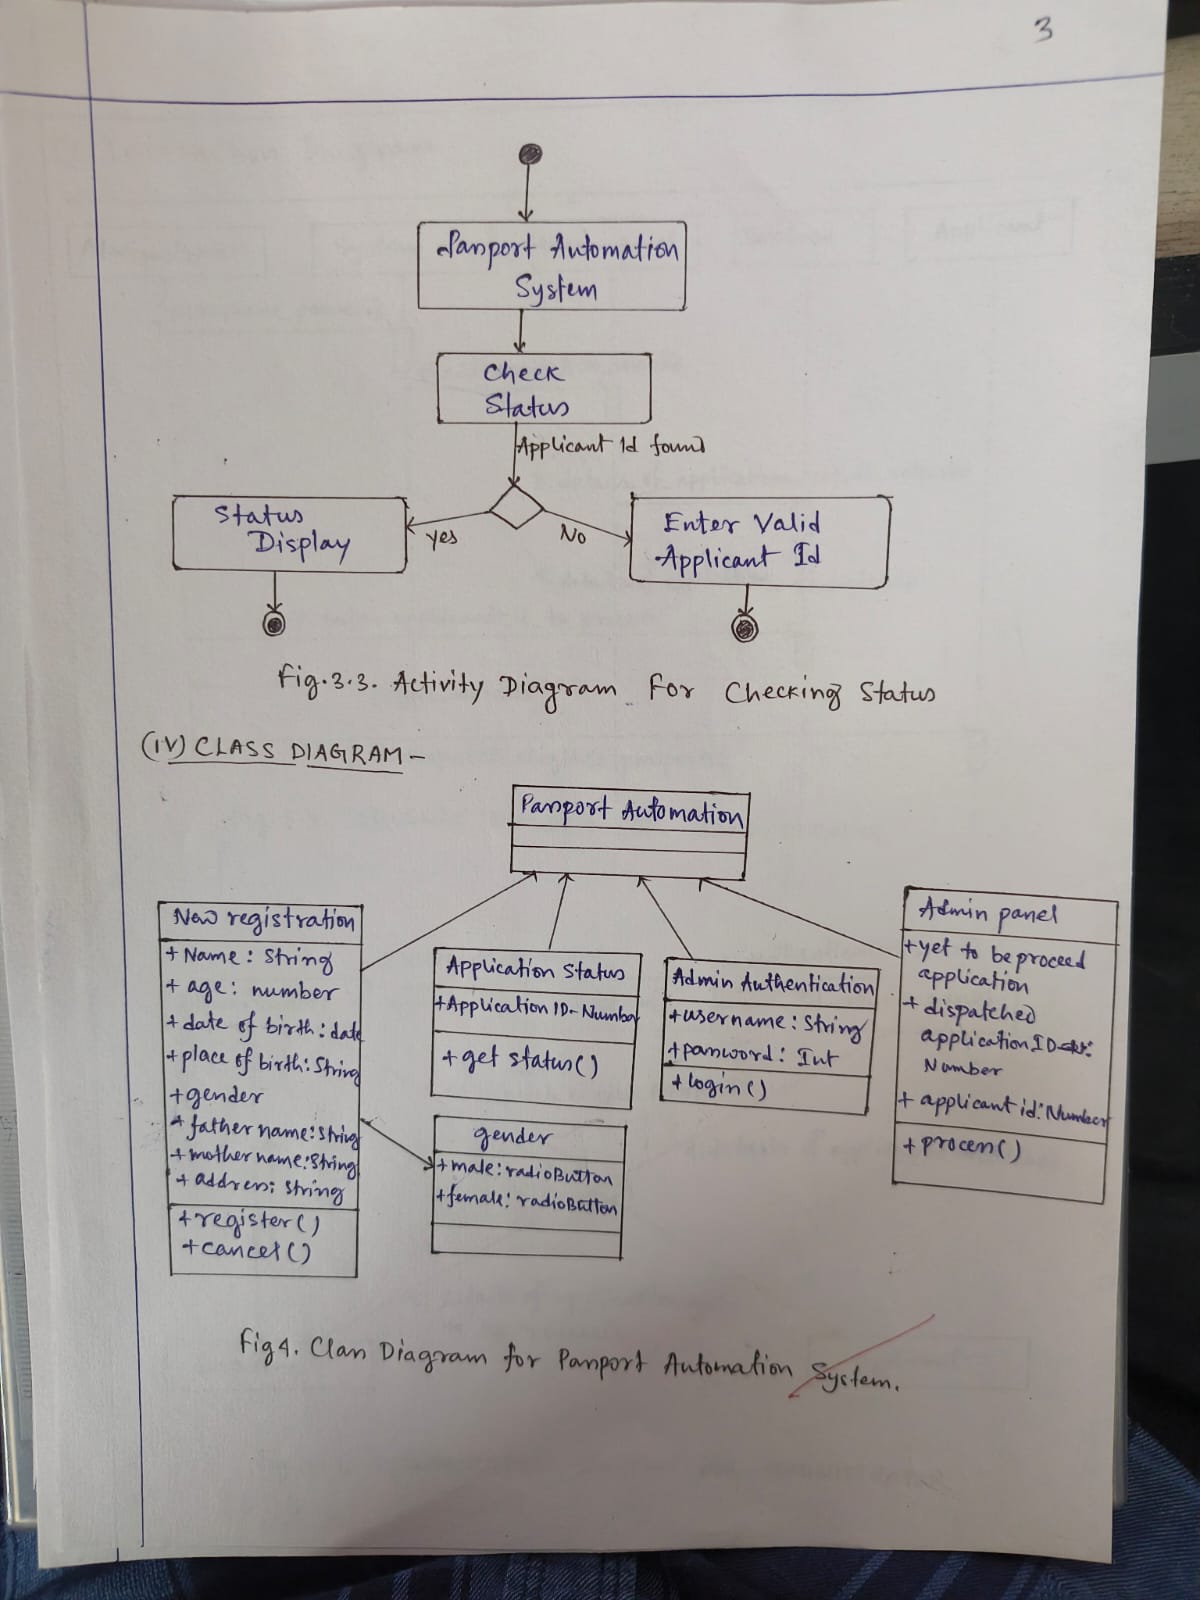 3
Passport Automation
System
Check
Status
Applicant Id found
Status
Display
yes
No
Enter Valid
Applicant Id
Fig.3.3. Activity Diagram For Checking Status
(IV) CLASS DIAGRAM-
Passport Automation
New registration
+ Name: String
+ age: number
+ date of birth: date
+ place of birth: String
+ gender
+ father name: String
+ mother name: String
+ address: String
+ register()
+ cancel()
Application Status
+Application ID-Number
+ get status()
gender
+male: radioButton
+female: radioButton
Admin Authentication
+username: String
+password: Int
+ login()
Admin panel
+yet to be proceed
application
+ dispatched
application ID
Number
+ applicant id: Number
+ process()
Fig4. Class Diagram for Passport Automation System.